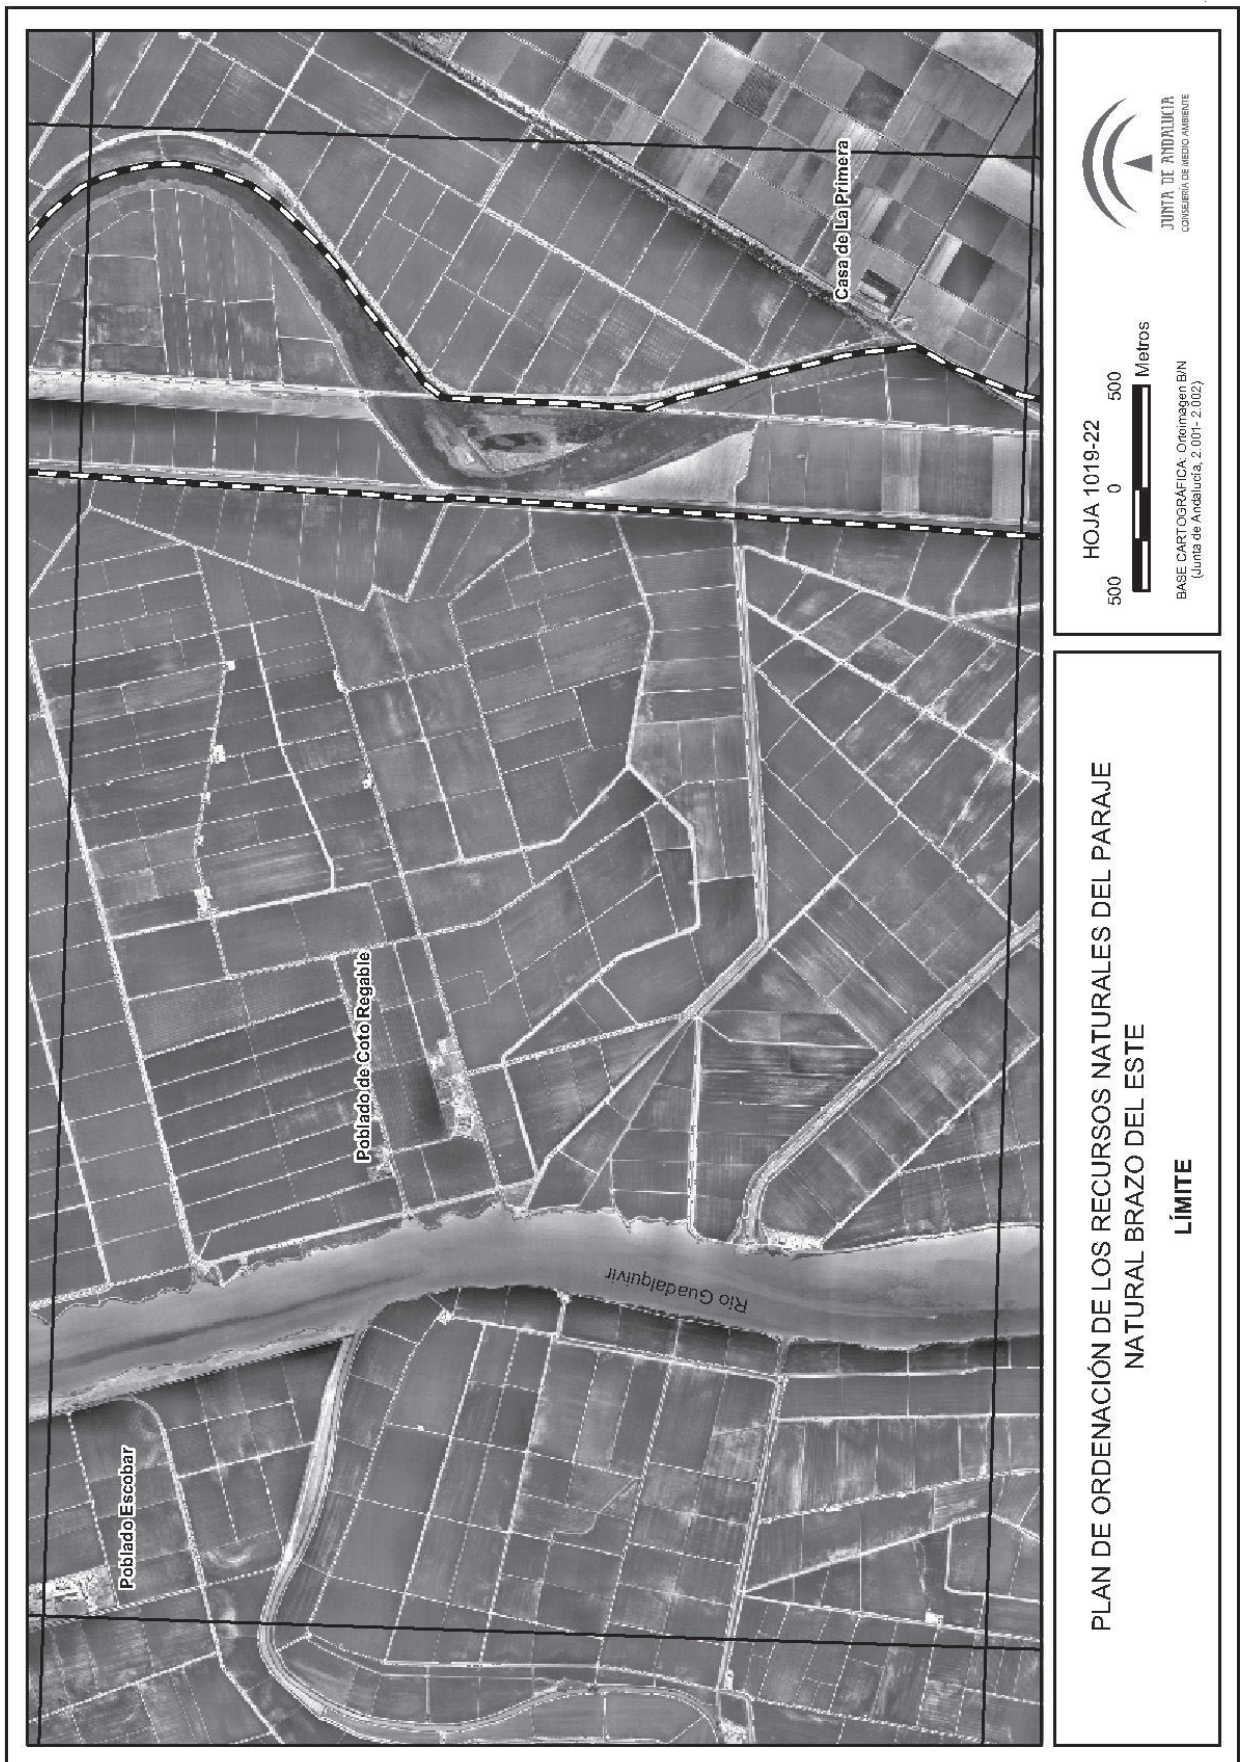 Poblado Escobar
Poblado de Coto Regable
Casa de La Primera
Río Guadalquivir
PLAN DE ORDENACIÓN DE LOS RECURSOS NATURALES DEL PARAJE
NATURAL BRAZO DEL ESTE
LÍMITE
HOJA 1019-22
500 0 500
Metros
BASE CARTOGRÁFICA: Ortoimagen B/N
(Junta de Andalucía, 2.001- 2.002)
JUNTA DE ANDALUCIA
CONSEJERÍA DE MEDIO AMBIENTE